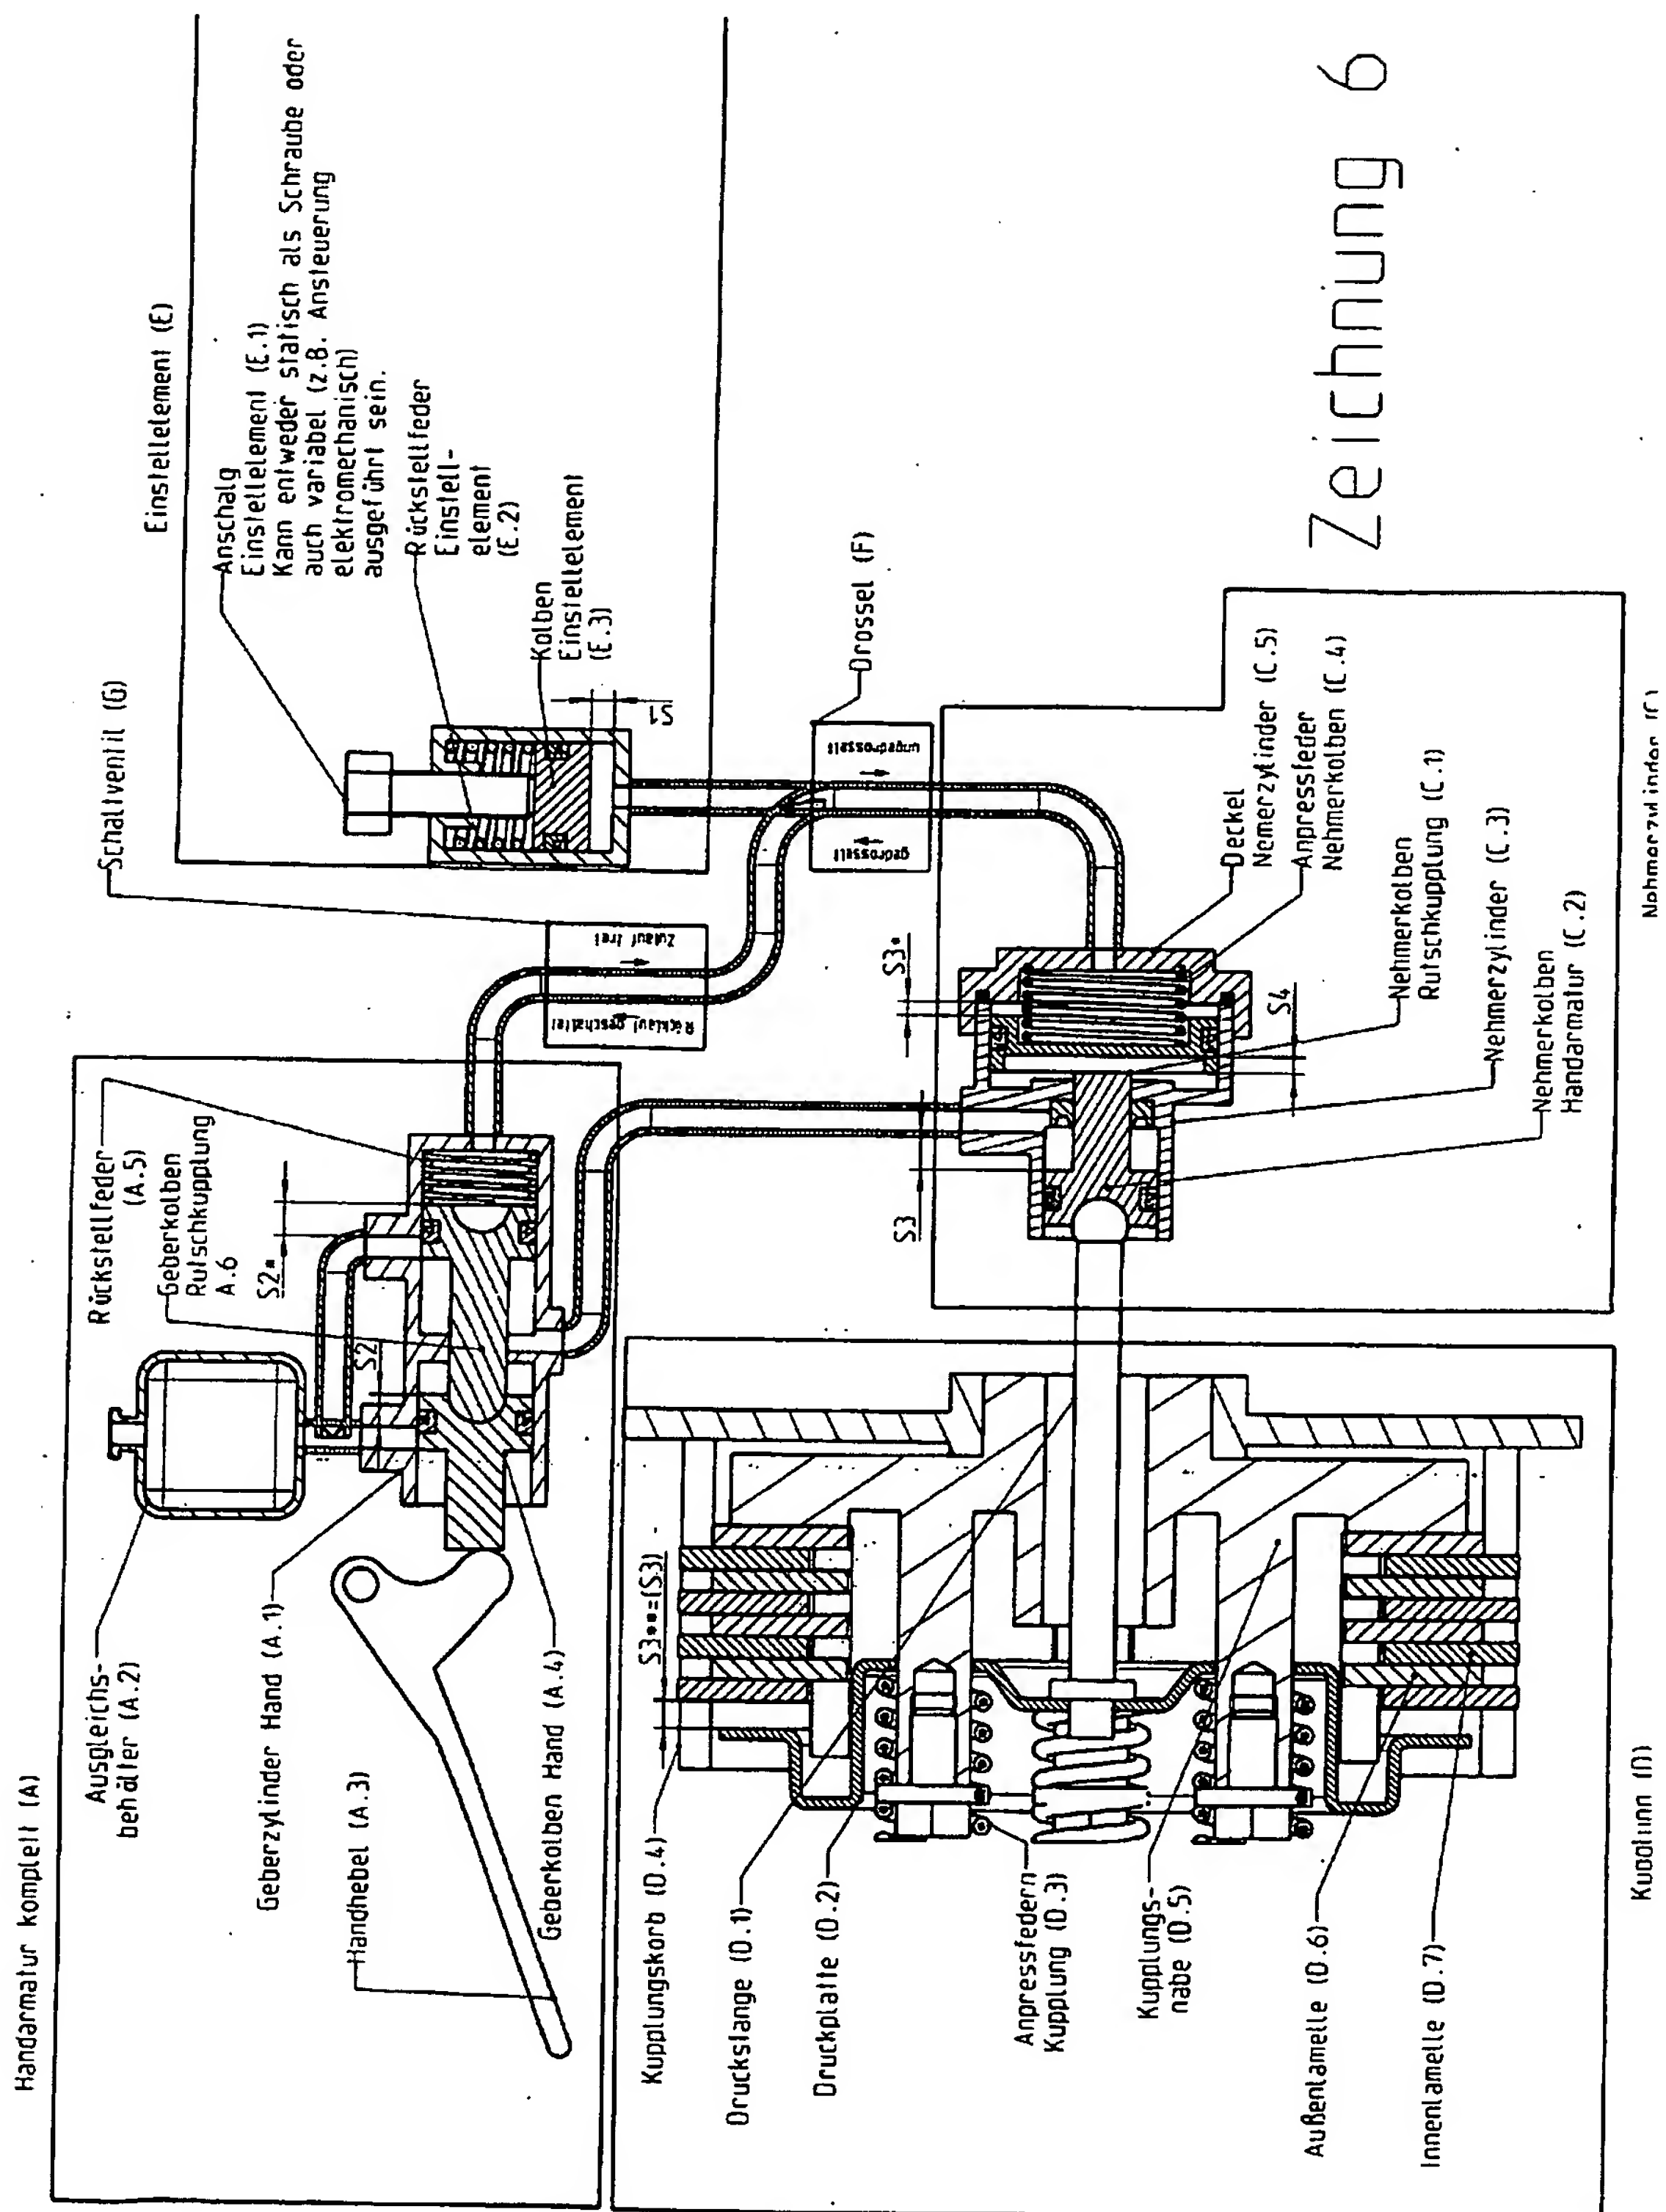 Handarmatur komplett (A)
Ausgleichs-
behälter (A.2)
Geberzylinder Hand (A.1)
Handhebel (A.3)
Geberkolben Hand (A.4)
Rückstellfeder
(A.5)
Geberkolben
Rutschkupplung
A.6
S2*
S2
Schaltventil (G)
Zulauf frei
Rücklauf geschaltet
Einstellelement (E)
Anschalg
Einstellelement (E.1)
Kann entweder statisch als Schraube oder
auch variabel (z.B. Ansteuerung
elektromechanisch)
ausgeführt sein.
Rückstellfeder
Einstell-
element
(E.2)
Kolben
Einstellelement
(E.3)
S1
Drossel (F)
ungedrosselt
gedrosselt
Kupplungskorb (D.4)
S3**=(S3)
Druckstange (D.1)
Druckplatte (D.2)
Anpressfedern
Kupplung (D.3)
Kupplungs-
nabe (D.5)
Außenlamelle (D.6)
Innenlamelle (D.7)
Kupplung (D)
S3
S3*
S4
Deckel
Nemerzylinder (C.5)
Anpressfeder
Nehmerkolben (C.4)
Nehmerkolben
Rutschkupplung (C.1)
Nehmerzylinder (C.3)
Nehmerkolben
Handarmatur (C.2)
Nehmerzylinder (C)
Zeichnung 6